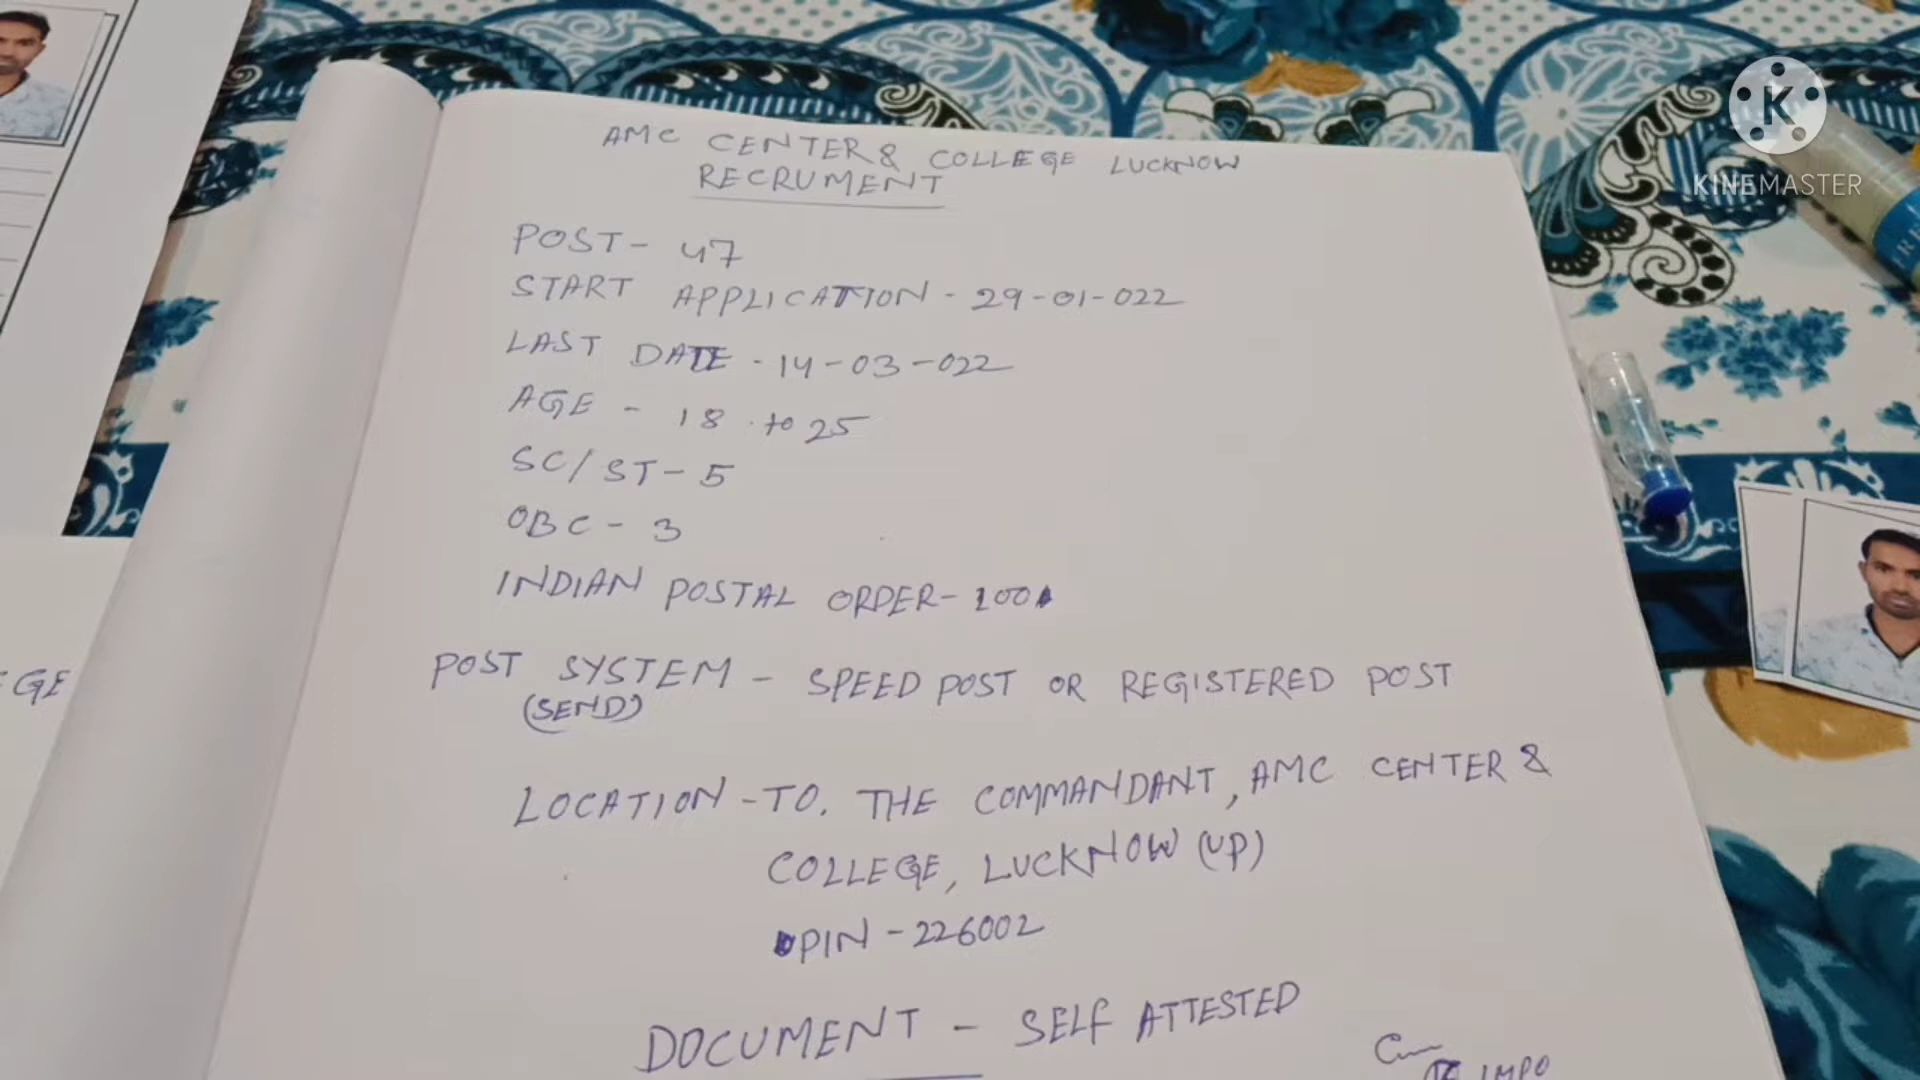 AMC CENTER & COLLEGE LUCKNOW
RECRUMENT
POST - 47
START APPLICATION - 29-01-022
LAST DATE - 14-03-022
AGE - 18 to 25
SC/ST - 5
OBC - 3
INDIAN POSTAL ORDER - 100
POST SYSTEM - SPEED POST OR REGISTERED POST
(SEND)
LOCATION - TO. THE COMMANDANT, AMC CENTER &
COLLEGE, LUCKNOW (UP)
PIN - 226002
DOCUMENT - SELF ATTESTED
IMPO
GE
KINEMASTER
K